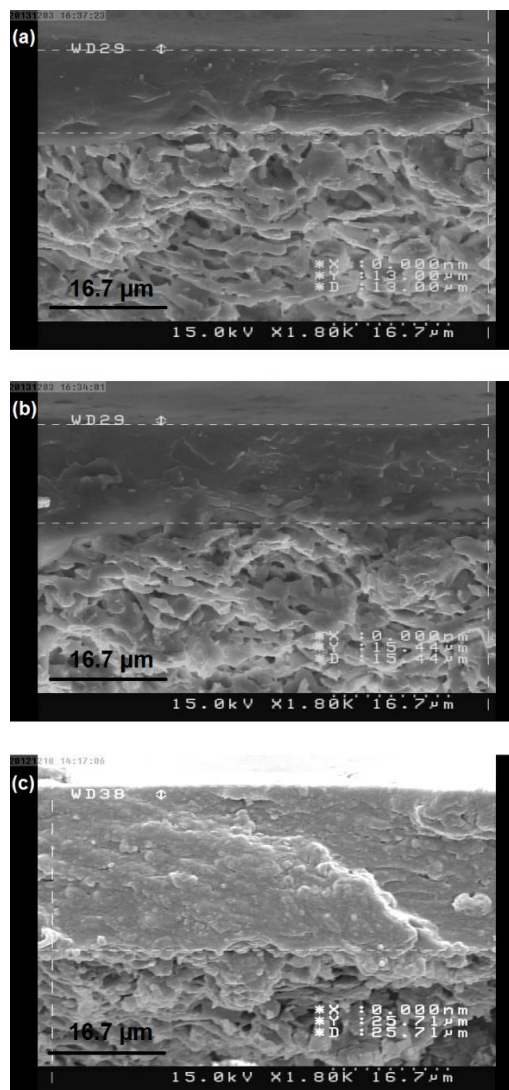 20131203 16:37:23
(a)
WD29
*X :0.000nm
*Y :13.00µm
*D :13.00µm
16.7 µm
15.0kV X1.80K 16.7µm
20131203 16:34:01
(b)
WD29
*X :0.000nm
*Y :15.44µm
*D :15.44µm
16.7 µm
15.0kV X1.80K 16.7µm
20121218 14:17:06
(c)
WD38
*X :0.000nm
*Y :25.71µm
*D :25.71µm
16.7 µm
15.0kV X1.80K 16.7µm